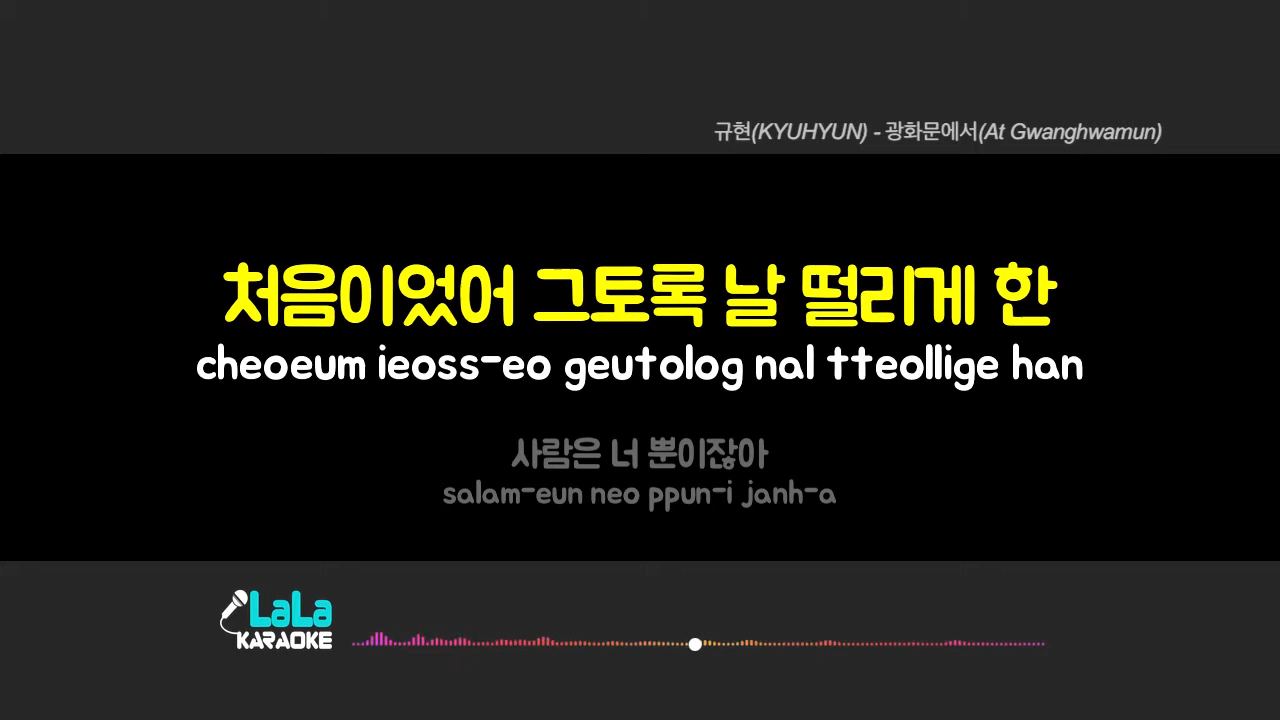 규현(KYUHYUN) - 광화문에서(At Gwanghwamun)
처음이었어 그토록 날 떨리게 한
cheoeum ieoss-eo geutolog nal tteollige han
사람은 너 뿐이잖아
salam-eun neo ppun-i janh-a
LaLa
KARAOKE